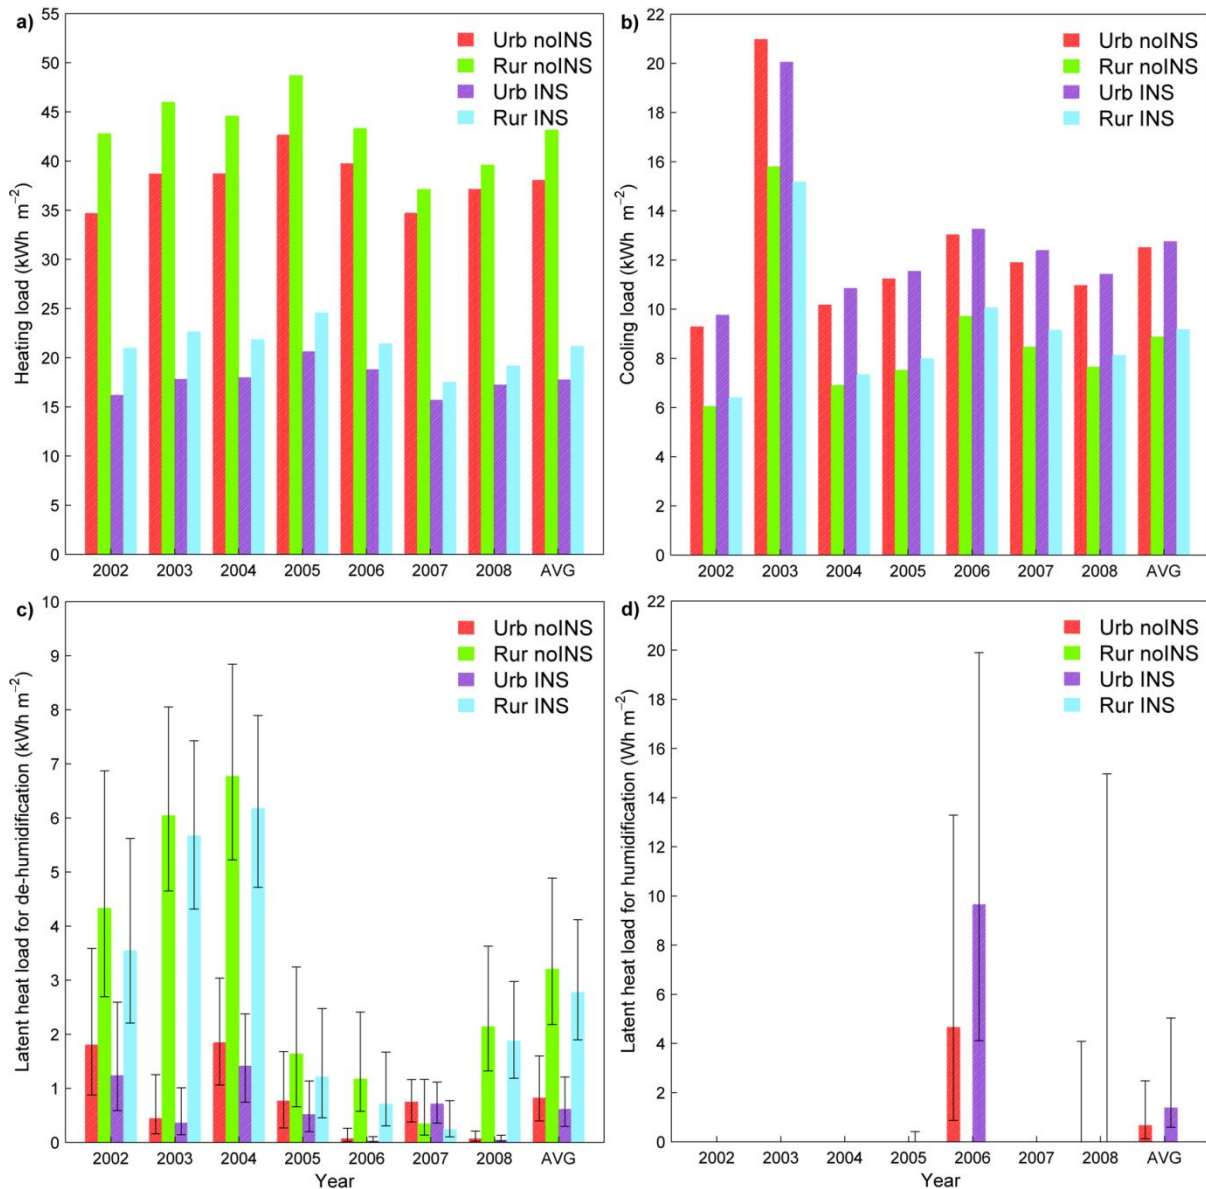 a)
Heating load (kWh m−2)
55
50
45
40
35
30
25
20
15
10
5
0
Urb noINS
Rur noINS
Urb INS
Rur INS
2002 2003 2004 2005 2006 2007 2008 AVG
b)
Cooling load (kWh m−2)
22
20
18
16
14
12
10
8
6
4
2
0
Urb noINS
Rur noINS
Urb INS
Rur INS
2002 2003 2004 2005 2006 2007 2008 AVG
c)
Latent heat load for de-humidification (kWh m−2)
10
9
8
7
6
5
4
3
2
1
0
Urb noINS
Rur noINS
Urb INS
Rur INS
2002 2003 2004 2005 2006 2007 2008 AVG
Year
d)
Latent heat load for humidification (Wh m−2)
22
20
18
16
14
12
10
8
6
4
2
0
Urb noINS
Rur noINS
Urb INS
Rur INS
2002 2003 2004 2005 2006 2007 2008 AVG
Year